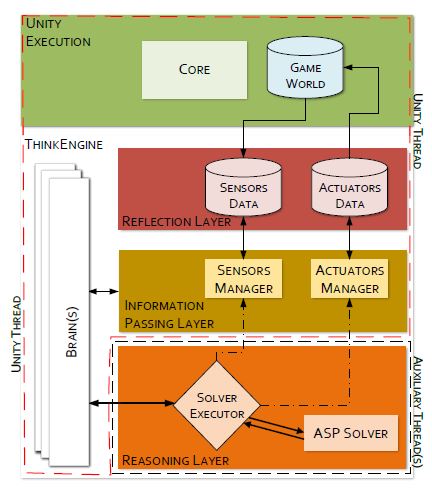 UNITY
EXECUTION
CORE
GAME
WORLD
UNITY THREAD
THINKENGINE
SENSORS
DATA
ACTUATORS
DATA
REFLECTION LAYER
SENSORS
MANAGER
ACTUATORS
MANAGER
INFORMATION
PASSING LAYER
UNITY THREAD
BRAIN(S)
SOLVER
EXECUTOR
ASP SOLVER
REASONING LAYER
AUXILIARY THREAD(S)